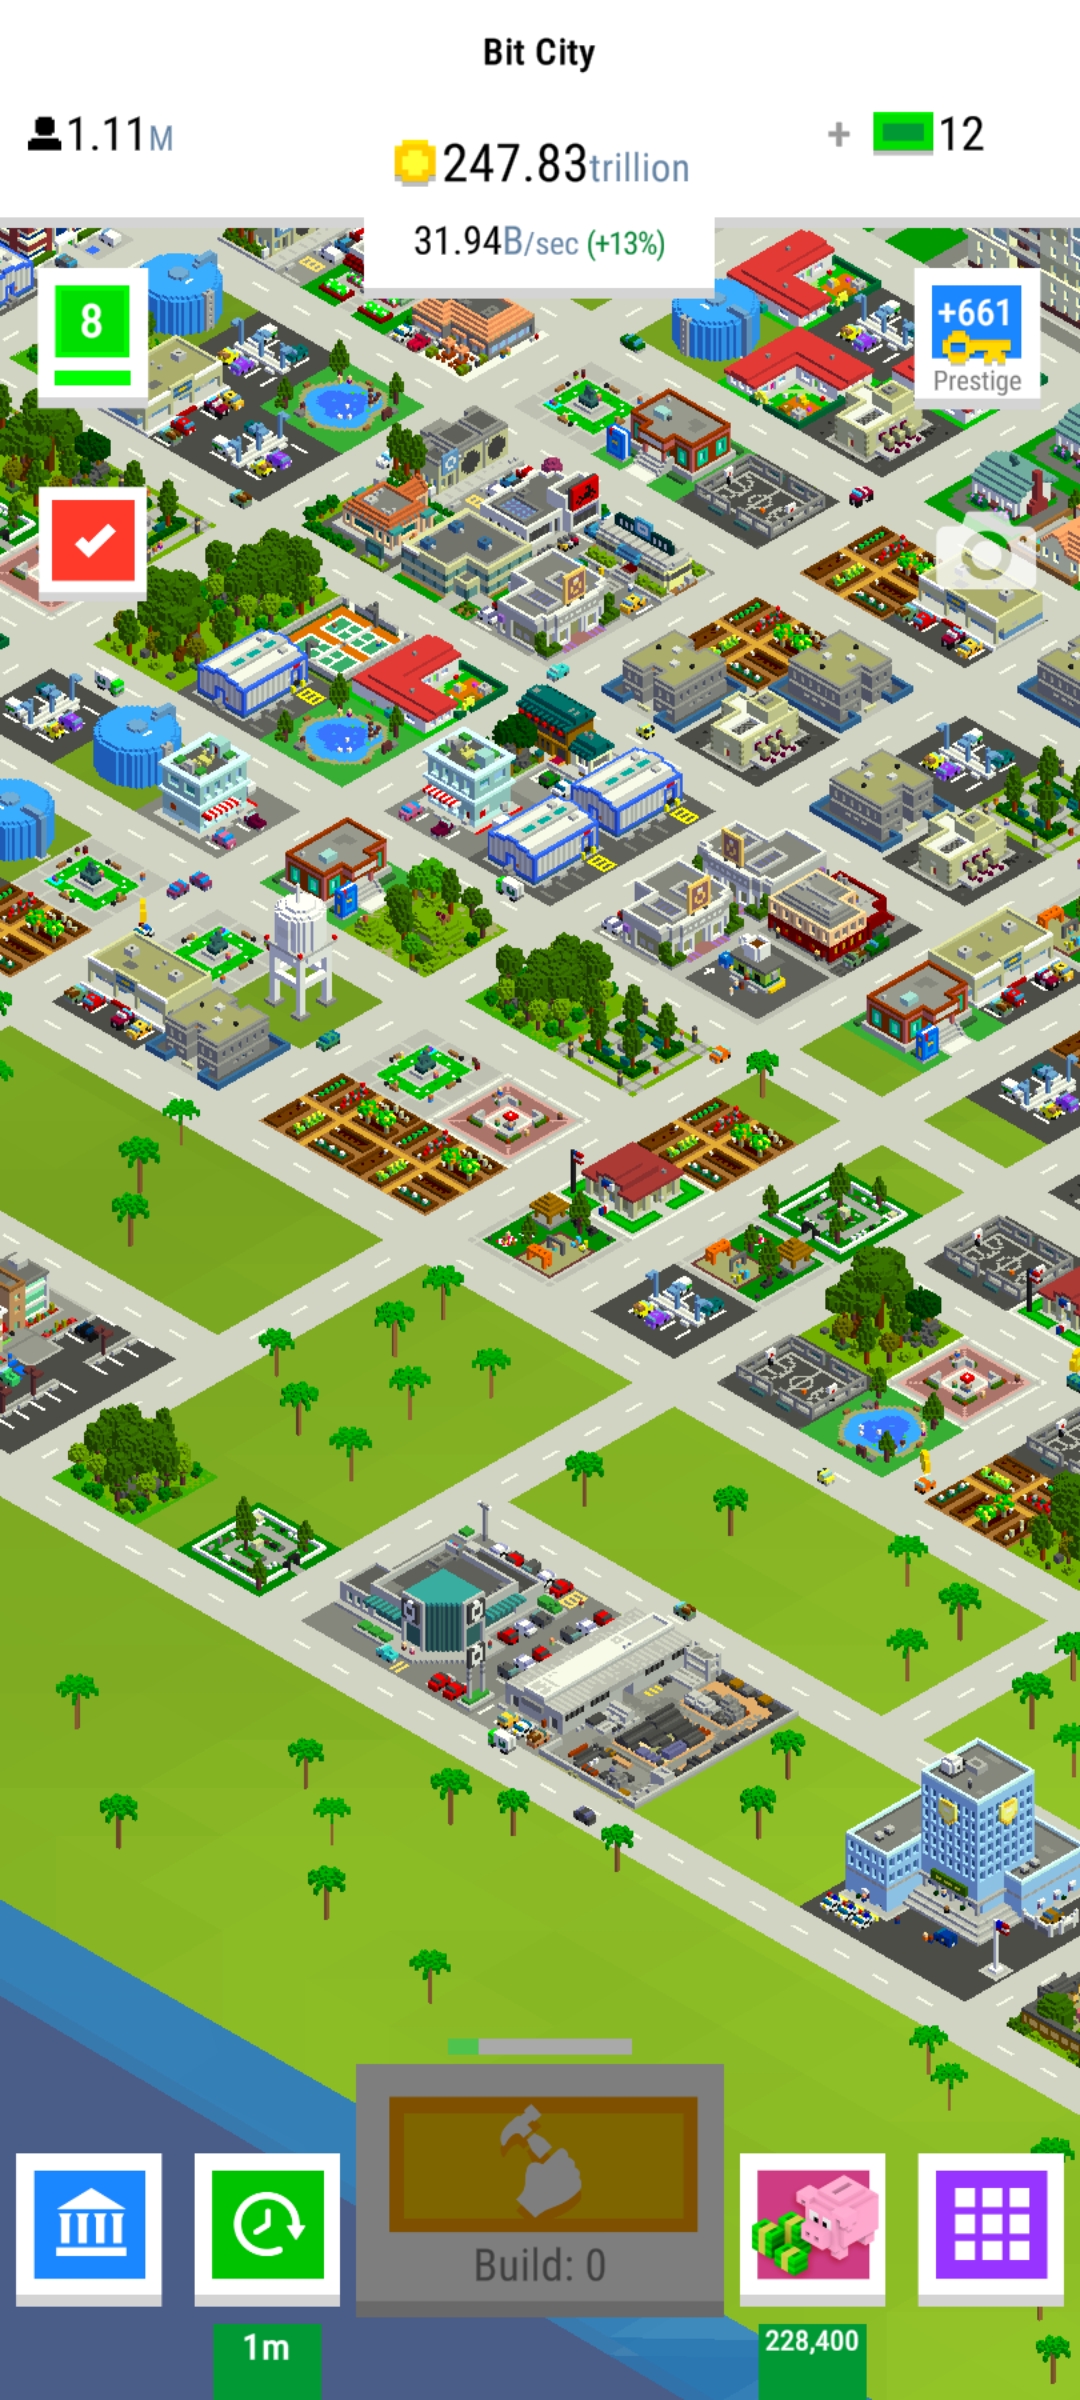 Bit City
1.11M
247.83trillion
+ 12
31.94B/sec (+13%)
8
+661
Prestige
Build: 0
1m
228,400